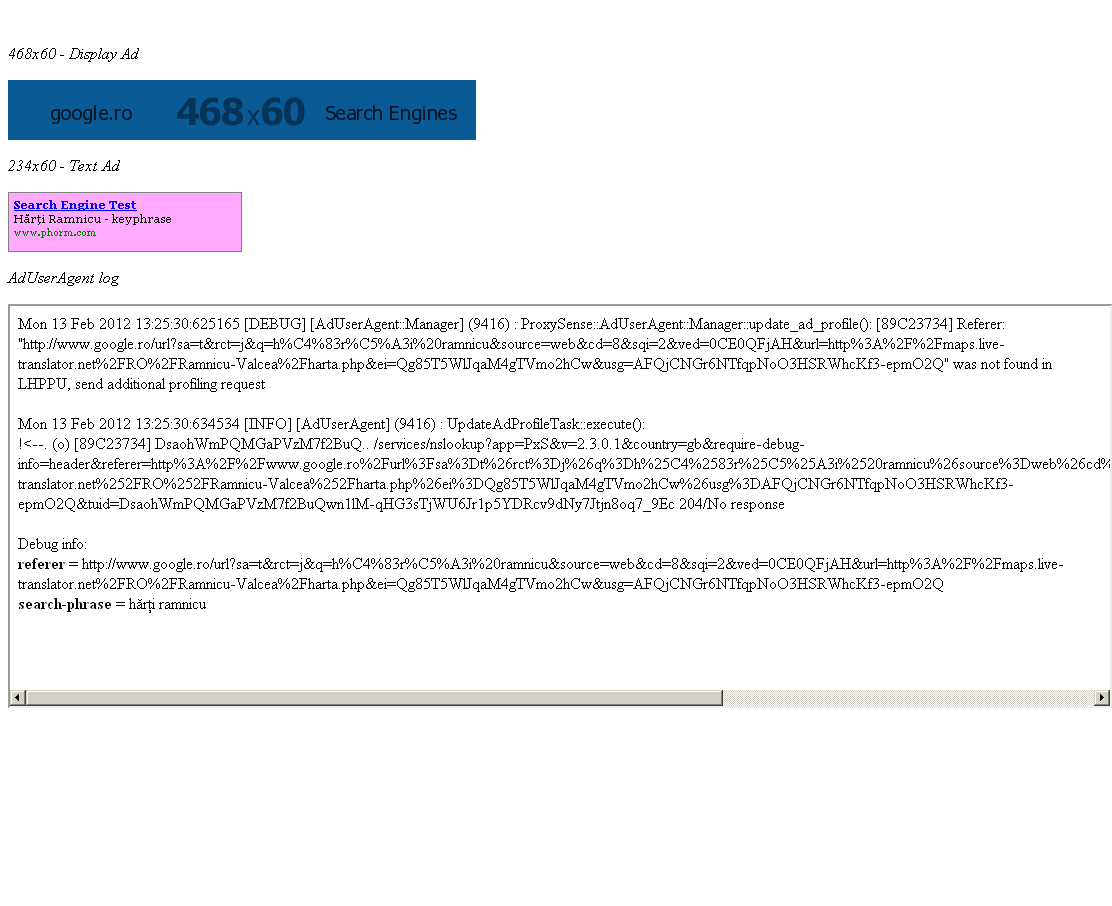 468x60 - Display Ad
google.ro 468x60 Search Engines
234x60 - Text Ad
Search Engine Test
Hărţi Ramnicu - keyphrase
www.phorm.com
AdUserAgent log
Mon 13 Feb 2012 13:25:30:625165 [DEBUG] [AdUserAgent::Manager] (9416) : ProxySense::AdUserAgent::Manager::update_ad_profile(): [89C23734] Referer:
"http://www.google.ro/url?sa=t&rct=j&q=h%C4%83r%C5%A3i%20ramnicu&source=web&cd=8&sqi=2&ved=0CE0QFjAH&url=http%3A%2F%2Fmaps.live-
translator.net%2FRO%2FRamnicu-Valcea%2Fharta.php&ei=Qg85T5WlJqaM4gTVmo2hCw&usg=AFQjCNGr6NTfqpNoO3HSRWhcKf3-epmO2Q" was not found in
LHPPU, send additional profiling request
Mon 13 Feb 2012 13:25:30:634534 [INFO] [AdUserAgent] (9416) : UpdateAdProfileTask::execute():
!<--. (o) [89C23734] DsaohWmPQMGaPVzM7f2BuQ.. /services/nslookup?app=PxS&v=2.3.0.1&country=gb&require-debug-
info=header&referer=http%3A%2F%2Fwww.google.ro%2Furl%3Fsa%3Dt%26rct%3Dj%26q%3Dh%25C4%2583r%25C5%25A3i%2520ramnicu%26source%3Dweb%26cd%
translator.net%252FRO%252FRamnicu-Valcea%252Fharta.php%26ei%3DQg85T5WlJqaM4gTVmo2hCw%26usg%3DAFQjCNGr6NTfqpNoO3HSRWhcKf3-
epmO2Q&tuid=DsaohWmPQMGaPVzM7f2BuQwn1lM-qHG3sTjWU6Jr1p5YDRcv9dNy7Jtjn8oq7_9Ec 204/No response
Debug info:
referer = http://www.google.ro/url?sa=t&rct=j&q=h%C4%83r%C5%A3i%20ramnicu&source=web&cd=8&sqi=2&ved=0CE0QFjAH&url=http%3A%2F%2Fmaps.live-
translator.net%2FRO%2FRamnicu-Valcea%2Fharta.php&ei=Qg85T5WlJqaM4gTVmo2hCw&usg=AFQjCNGr6NTfqpNoO3HSRWhcKf3-epmO2Q
search-phrase = hărţi ramnicu